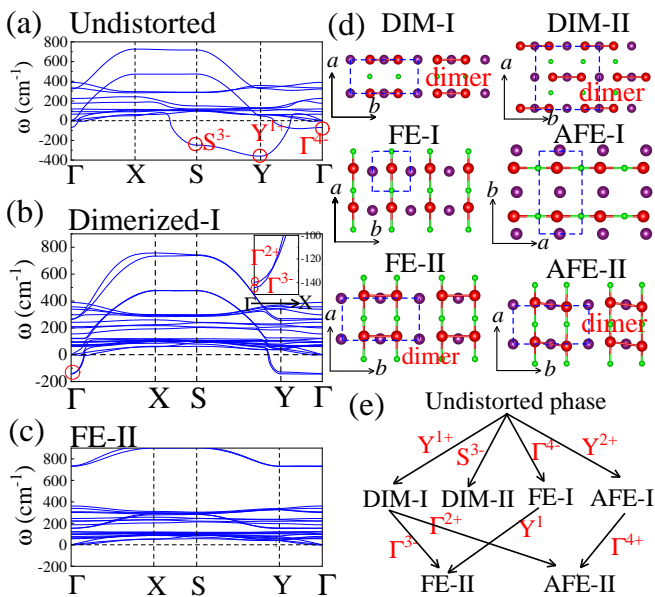 (a) Undistorted
800
600
400
200
0
-200
-400
ω (cm⁻¹)
S³⁻
Y¹⁺
Γ⁴⁻
Γ X S Y Γ
(b) Dimerized-I
800
600
400
200
0
-200
ω (cm⁻¹)
-100
-120
-140
Γ²⁺
Γ³⁻
Γ X
Γ X S Y Γ
(c) FE-II
800
600
400
200
0
ω (cm⁻¹)
Γ X S Y Γ
(d) DIM-I DIM-II
a
b
dimer
a
b
dimer
FE-I AFE-I
a
b
b
a
FE-II AFE-II
a
b
dimer
a
b
dimer
(e) Undistorted phase
Y¹⁺ S³⁻ Γ⁴⁻ Y²⁺
DIM-I DIM-II FE-I AFE-I
Γ³⁻ Γ²⁺ Y¹ Γ⁴⁺
FE-II AFE-II